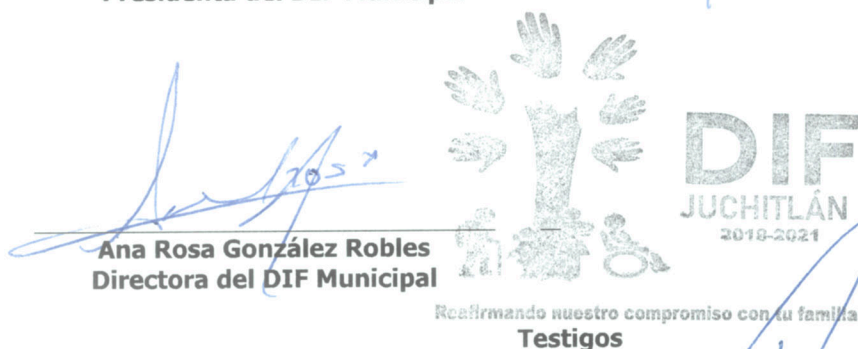 Presidenta del DIF Municipal
DIF
JUCHITLÁN
2018-2021
Ana Rosa González Robles
Directora del DIF Municipal
Reafirmando nuestro compromiso con tu familia
Testigos